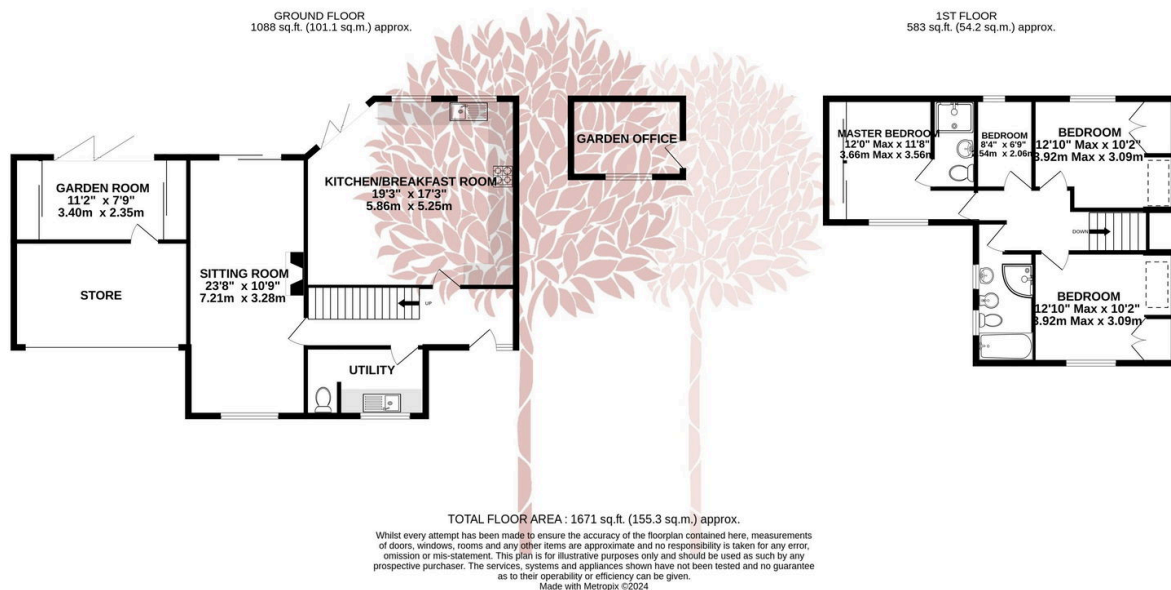 GROUND FLOOR
1088 sq.ft. (101.1 sq.m.) approx.
GARDEN ROOM
11'2" x 7'9"
3.40m x 2.35m
STORE
SITTING ROOM
23'8" x 10'9"
7.21m x 3.28m
KITCHEN/BREAKFAST ROOM
19'3" x 17'3"
5.86m x 5.25m
UP
UTILITY
GARDEN OFFICE
1ST FLOOR
583 sq.ft. (54.2 sq.m.) approx.
MASTER BEDROOM
12'0" Max x 11'8"
3.66m Max x 3.56m
BEDROOM
8'4" x 6'9"
54m x 2.06m
BEDROOM
12'10" Max x 10'2"
3.92m Max x 3.09m
DOWN
BEDROOM
12'10" Max x 10'2"
3.92m Max x 3.09m
TOTAL FLOOR AREA : 1671 sq.ft. (155.3 sq.m.) approx.
Whilst every attempt has been made to ensure the accuracy of the floorplan contained here, measurements
of doors, windows, rooms and any other items are approximate and no responsibility is taken for any error,
omission or mis-statement. This plan is for illustrative purposes only and should be used as such by any
prospective purchaser. The services, systems and appliances shown have not been tested and no guarantee
as to their operability or efficiency can be given.
Made with Metropix ©2024